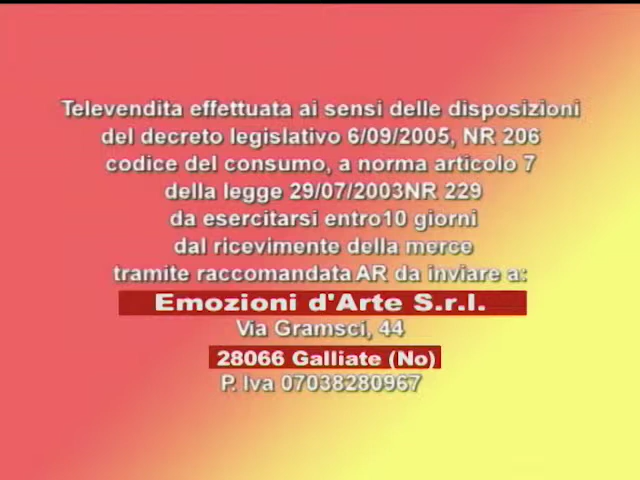 Televendita effettuata ai sensi delle disposizioni
del decreto legislativo 6/09/2005, NR 206
codice del consumo, a norma articolo 7
della legge 29/07/2003NR 229
da esercitarsi entro10 giorni
dal ricevimento della merce
tramite raccomandata AR da inviare a:
Emozioni d'Arte S.r.l.
Via Gramsci, 44
28066 Galliate (No)
P. Iva 07038280967